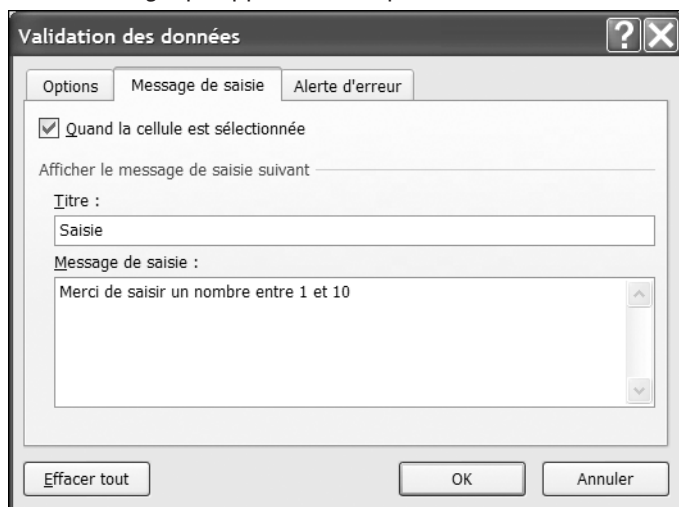 Validation des données
?
Options Message de saisie Alerte d'erreur
Quand la cellule est sélectionnée
Afficher le message de saisie suivant
Titre :
Saisie
Message de saisie :
Merci de saisir un nombre entre 1 et 10
Effacer tout OK Annuler